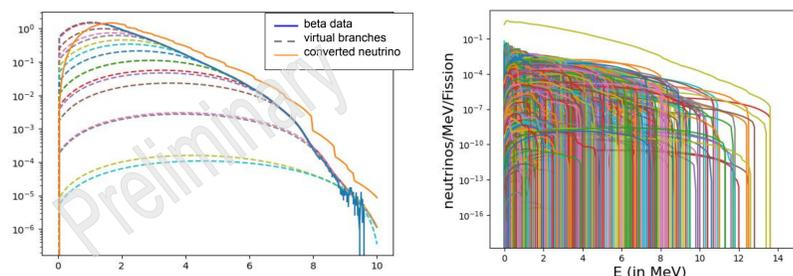 beta data
virtual branches
converted neutrino
10^0
10^-1
10^-2
10^-3
10^-4
10^-5
10^-6
0 2 4 6 8 10
Preliminary
neutrinos/MeV/Fission
10^-1
10^-4
10^-7
10^-10
10^-13
10^-16
0 2 4 6 8 10 12 14
E (in MeV)